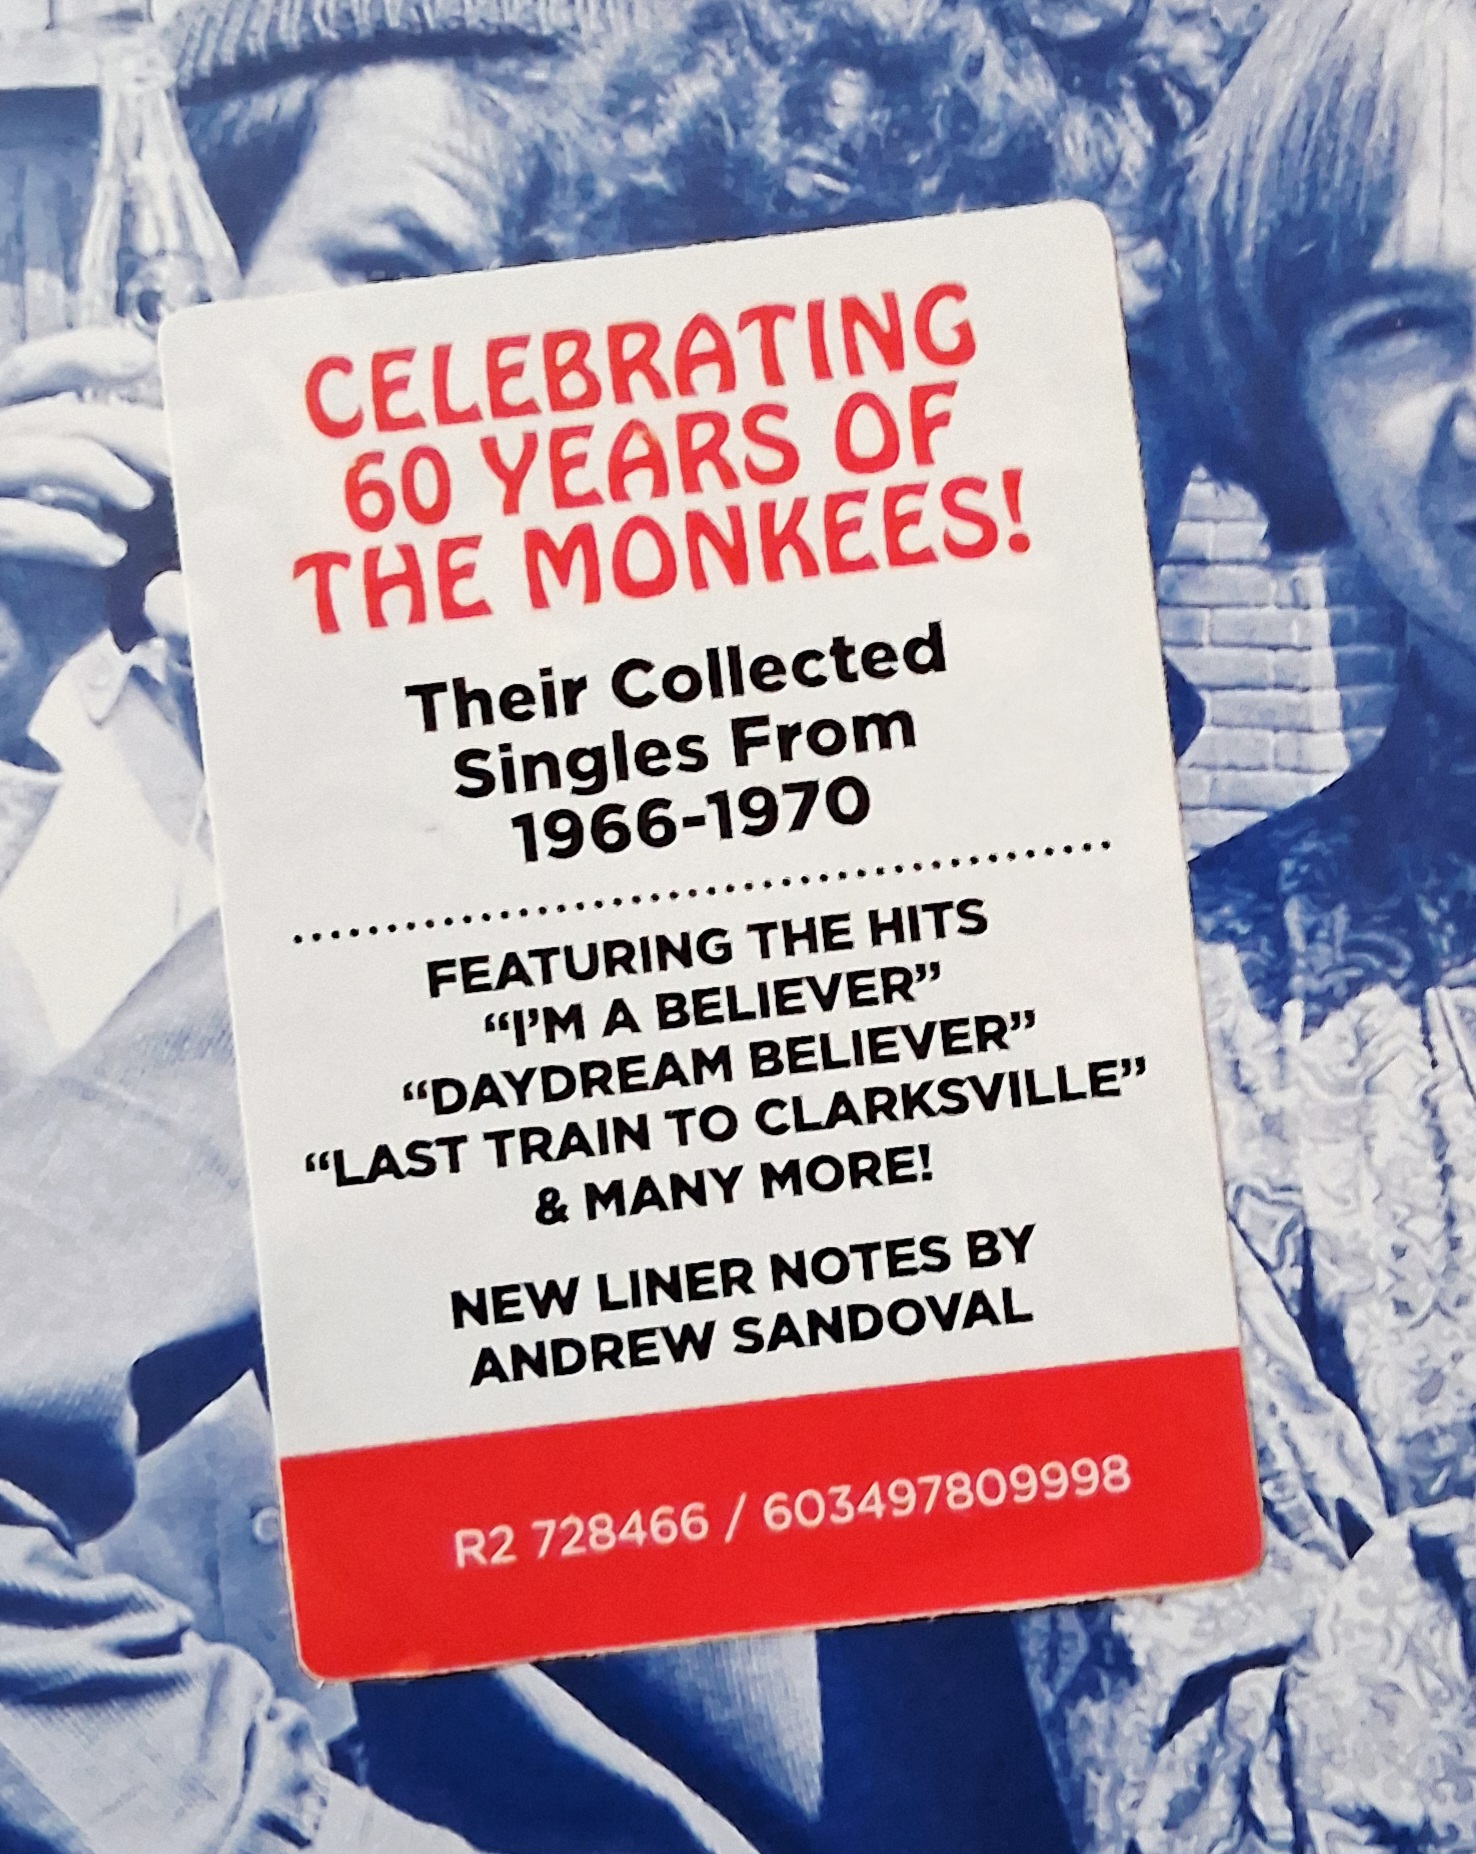 CELEBRATING
60 YEARS OF
THE MONKEES!
Their Collected
Singles From
1966-1970
FEATURING THE HITS
“I’M A BELIEVER”
“DAYDREAM BELIEVER”
“LAST TRAIN TO CLARKSVILLE”
& MANY MORE!
NEW LINER NOTES BY
ANDREW SANDOVAL
R2 728466 / 603497809998